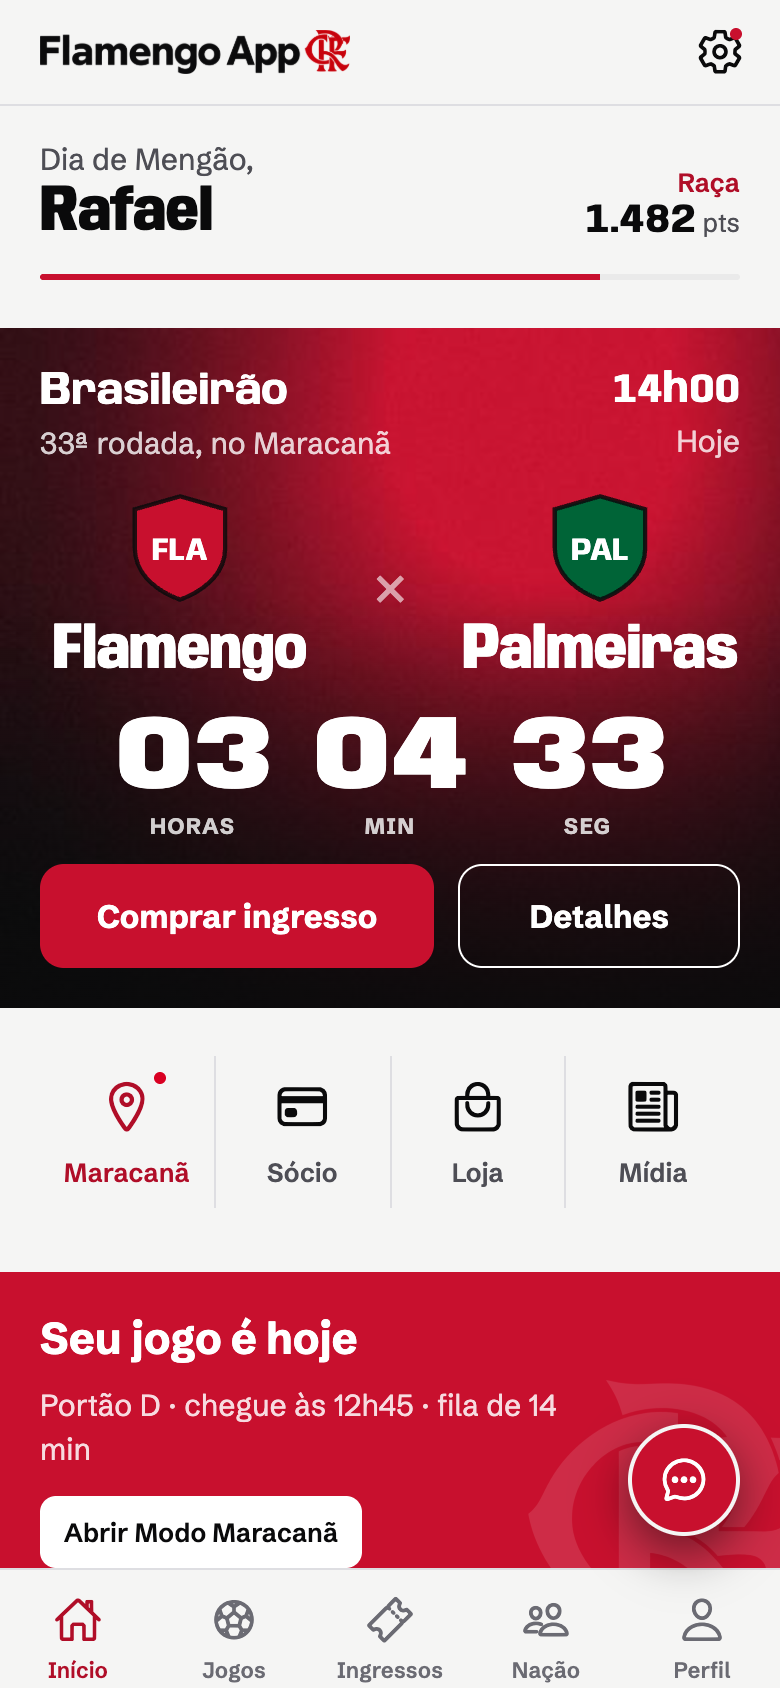 Flamengo App
Dia de Mengão,
Rafael
Raça
1.482 pts
Brasileirão
14h00
33ª rodada, no Maracanã
Hoje
FLA
PAL
×
Flamengo
Palmeiras
03 04 33
HORAS MIN SEG
Comprar ingresso
Detalhes
Maracanã
Sócio
Loja
Mídia
Seu jogo é hoje
Portão D · chegue às 12h45 · fila de 14
min
Abrir Modo Maracanã
Início
Jogos
Ingressos
Nação
Perfil